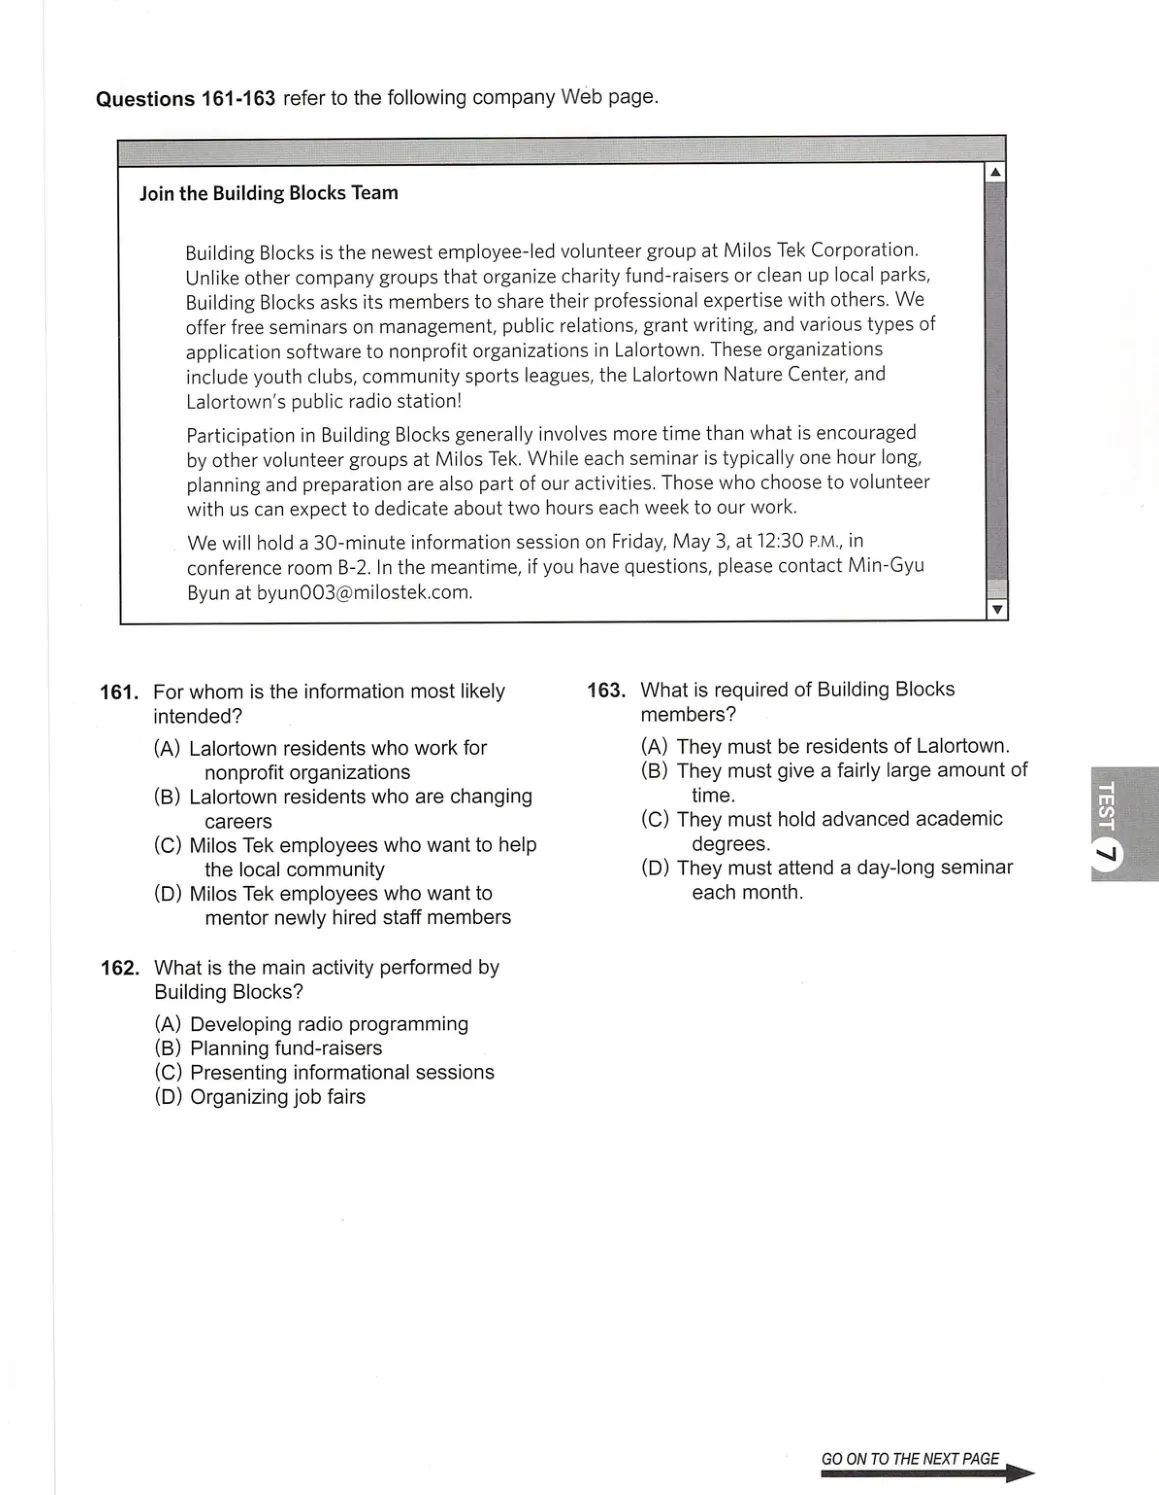 Questions 161-163 refer to the following company Web page.
Join the Building Blocks Team
Building Blocks is the newest employee-led volunteer group at Milos Tek Corporation.
Unlike other company groups that organize charity fund-raisers or clean up local parks,
Building Blocks asks its members to share their professional expertise with others. We
offer free seminars on management, public relations, grant writing, and various types of
application software to nonprofit organizations in Lalortown. These organizations
include youth clubs, community sports leagues, the Lalortown Nature Center, and
Lalortown's public radio station!
Participation in Building Blocks generally involves more time than what is encouraged
by other volunteer groups at Milos Tek. While each seminar is typically one hour long,
planning and preparation are also part of our activities. Those who choose to volunteer
with us can expect to dedicate about two hours each week to our work.
We will hold a 30-minute information session on Friday, May 3, at 12:30 P.M., in
conference room B-2. In the meantime, if you have questions, please contact Min-Gyu
Byun at byun003@milostek.com.
161. For whom is the information most likely
intended?
(A) Lalortown residents who work for
nonprofit organizations
(B) Lalortown residents who are changing
careers
(C) Milos Tek employees who want to help
the local community
(D) Milos Tek employees who want to
mentor newly hired staff members
162. What is the main activity performed by
Building Blocks?
(A) Developing radio programming
(B) Planning fund-raisers
(C) Presenting informational sessions
(D) Organizing job fairs
163. What is required of Building Blocks
members?
(A) They must be residents of Lalortown.
(B) They must give a fairly large amount of
time.
(C) They must hold advanced academic
degrees.
(D) They must attend a day-long seminar
each month.
TEST 7
GO ON TO THE NEXT PAGE